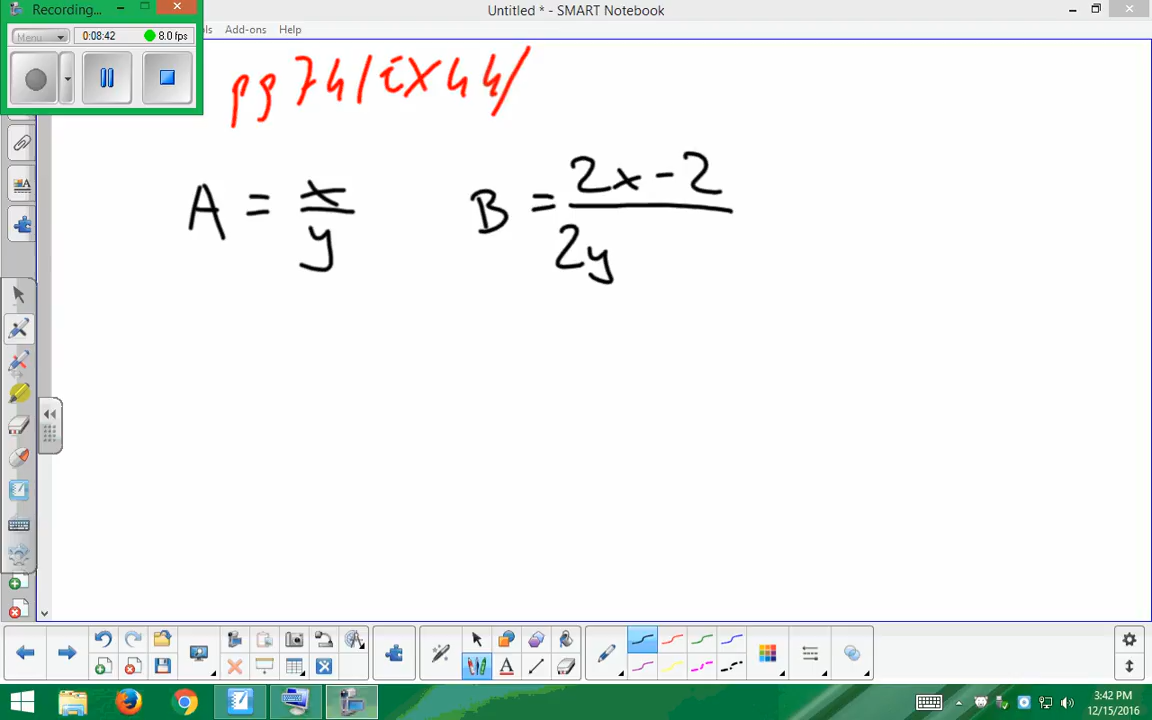 Recording...
Untitled * - SMART Notebook
Menu 0:08:42 8.0 fps
Add-ons Help
pg 74/EX 44/
A = x/y B = 2x-2/2y
A
3:42 PM
12/15/2016